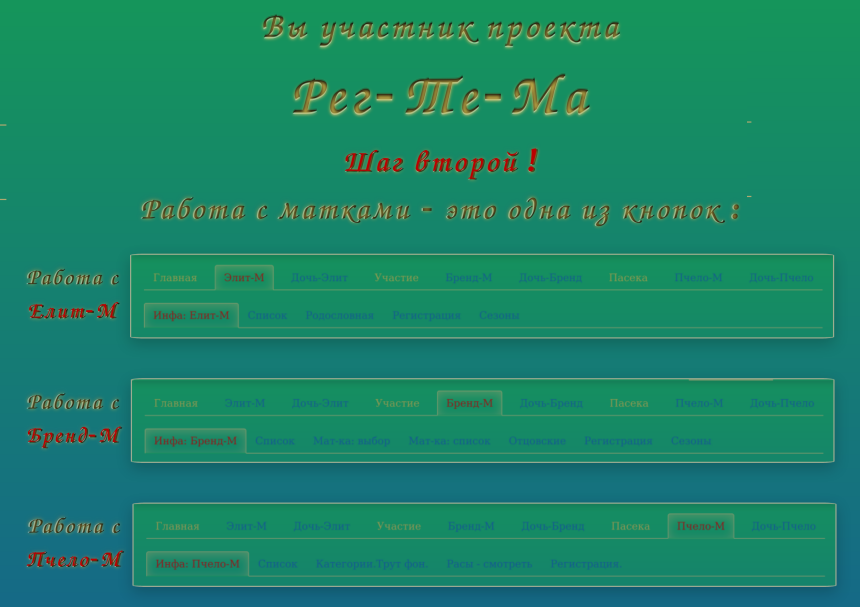 Вы участник проекта
Рег-Те-Ма
Шаг второй !
Работа с матками - это одна из кнопок :
Работа с
Елит-М
Главная Элит-М Дочь-Элит Участие Бренд-М Дочь-Бренд Пасека Пчело-М Дочь-Пчело
Инфа: Елит-М Список Родословная Регистрация Сезоны
Работа с
Бренд-М
Главная Элит-М Дочь-Элит Участие Бренд-М Дочь-Бренд Пасека Пчело-М Дочь-Пчело
Инфа: Бренд-М Список Мат-ка: выбор Мат-ка: список Отцовские Регистрация Сезоны
Работа с
Пчело-М
Главная Элит-М Дочь-Элит Участие Бренд-М Дочь-Бренд Пасека Пчело-М Дочь-Пчело
Инфа: Пчело-М Список Категории.Трут фон. Расы - смотреть Регистрация.